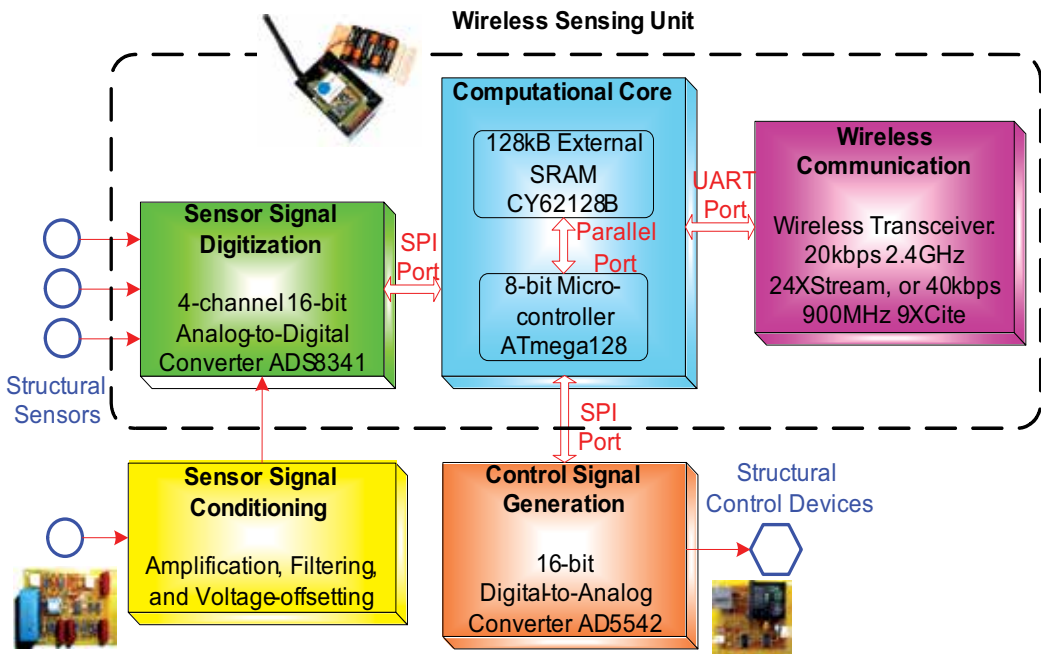 Wireless Sensing Unit
Computational Core
128kB External
SRAM
CY62128B
Parallel
Port
8-bit Micro-
controller
ATmega128
UART
Port
Wireless
Communication
Wireless Transceiver:
20kbps 2.4GHz
24XStream, or 40kbps
900MHz 9XCite
Sensor Signal
Digitization
4-channel 16-bit
Analog-to-Digital
Converter ADS8341
SPI
Port
Structural
Sensors
SPI
Port
Sensor Signal
Conditioning
Amplification, Filtering,
and Voltage-offsetting
Control Signal
Generation
16-bit
Digital-to-Analog
Converter AD5542
Structural
Control Devices